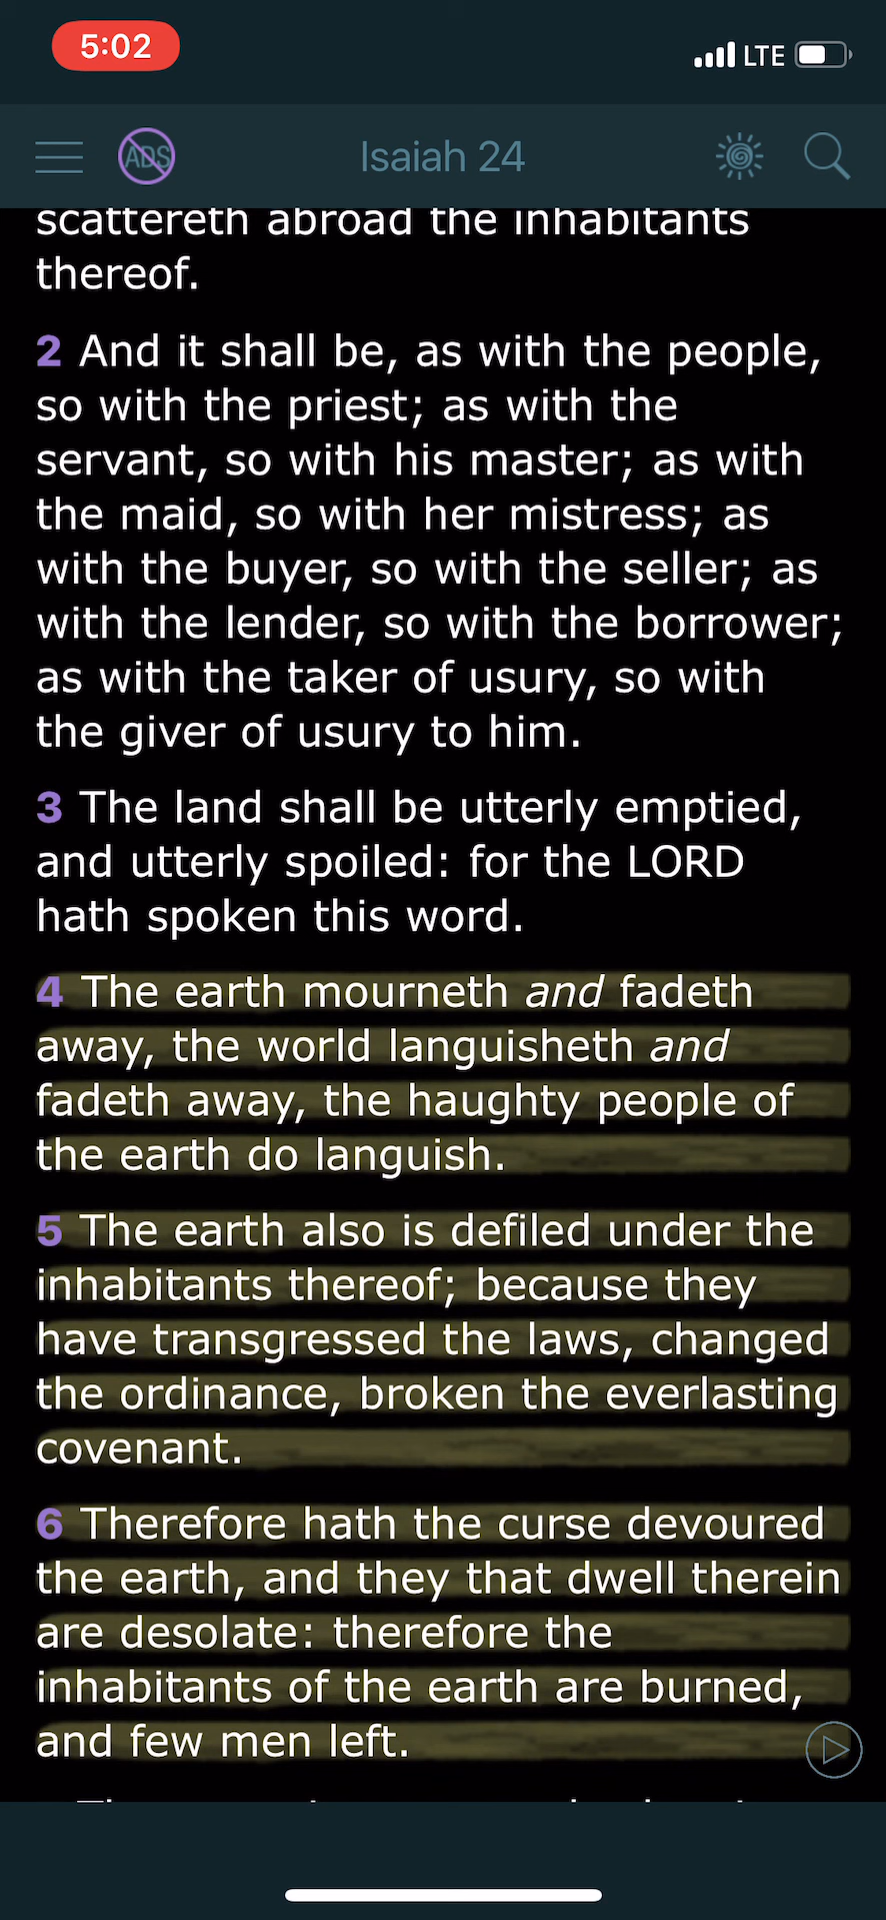 5:02
LTE
ADS
Isaiah 24
scattereth abroad the inhabitants
thereof.
2 And it shall be, as with the people,
so with the priest; as with the
servant, so with his master; as with
the maid, so with her mistress; as
with the buyer, so with the seller; as
with the lender, so with the borrower;
as with the taker of usury, so with
the giver of usury to him.
3 The land shall be utterly emptied,
and utterly spoiled: for the LORD
hath spoken this word.
4 The earth mourneth and fadeth
away, the world languisheth and
fadeth away, the haughty people of
the earth do languish.
5 The earth also is defiled under the
inhabitants thereof; because they
have transgressed the laws, changed
the ordinance, broken the everlasting
covenant.
6 Therefore hath the curse devoured
the earth, and they that dwell therein
are desolate: therefore the
inhabitants of the earth are burned,
and few men left.